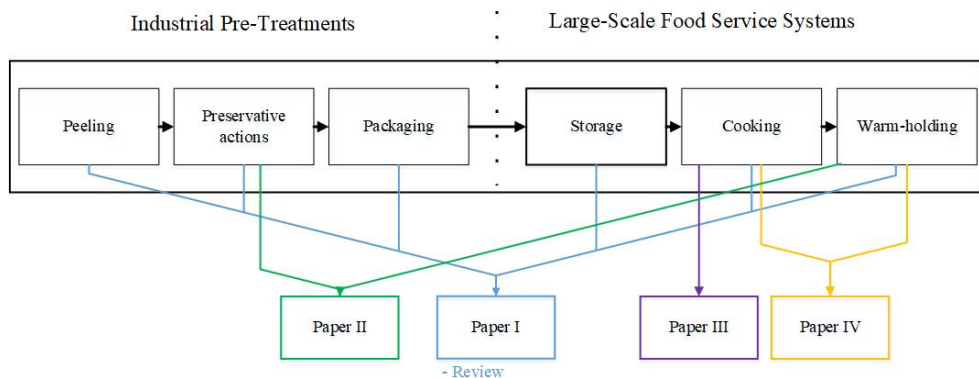 Industrial Pre-Treatments
Large-Scale Food Service Systems
Peeling
Preservative
actions
Packaging
Storage
Cooking
Warm-holding
Paper II
Paper I
Paper III
Paper IV
- Review